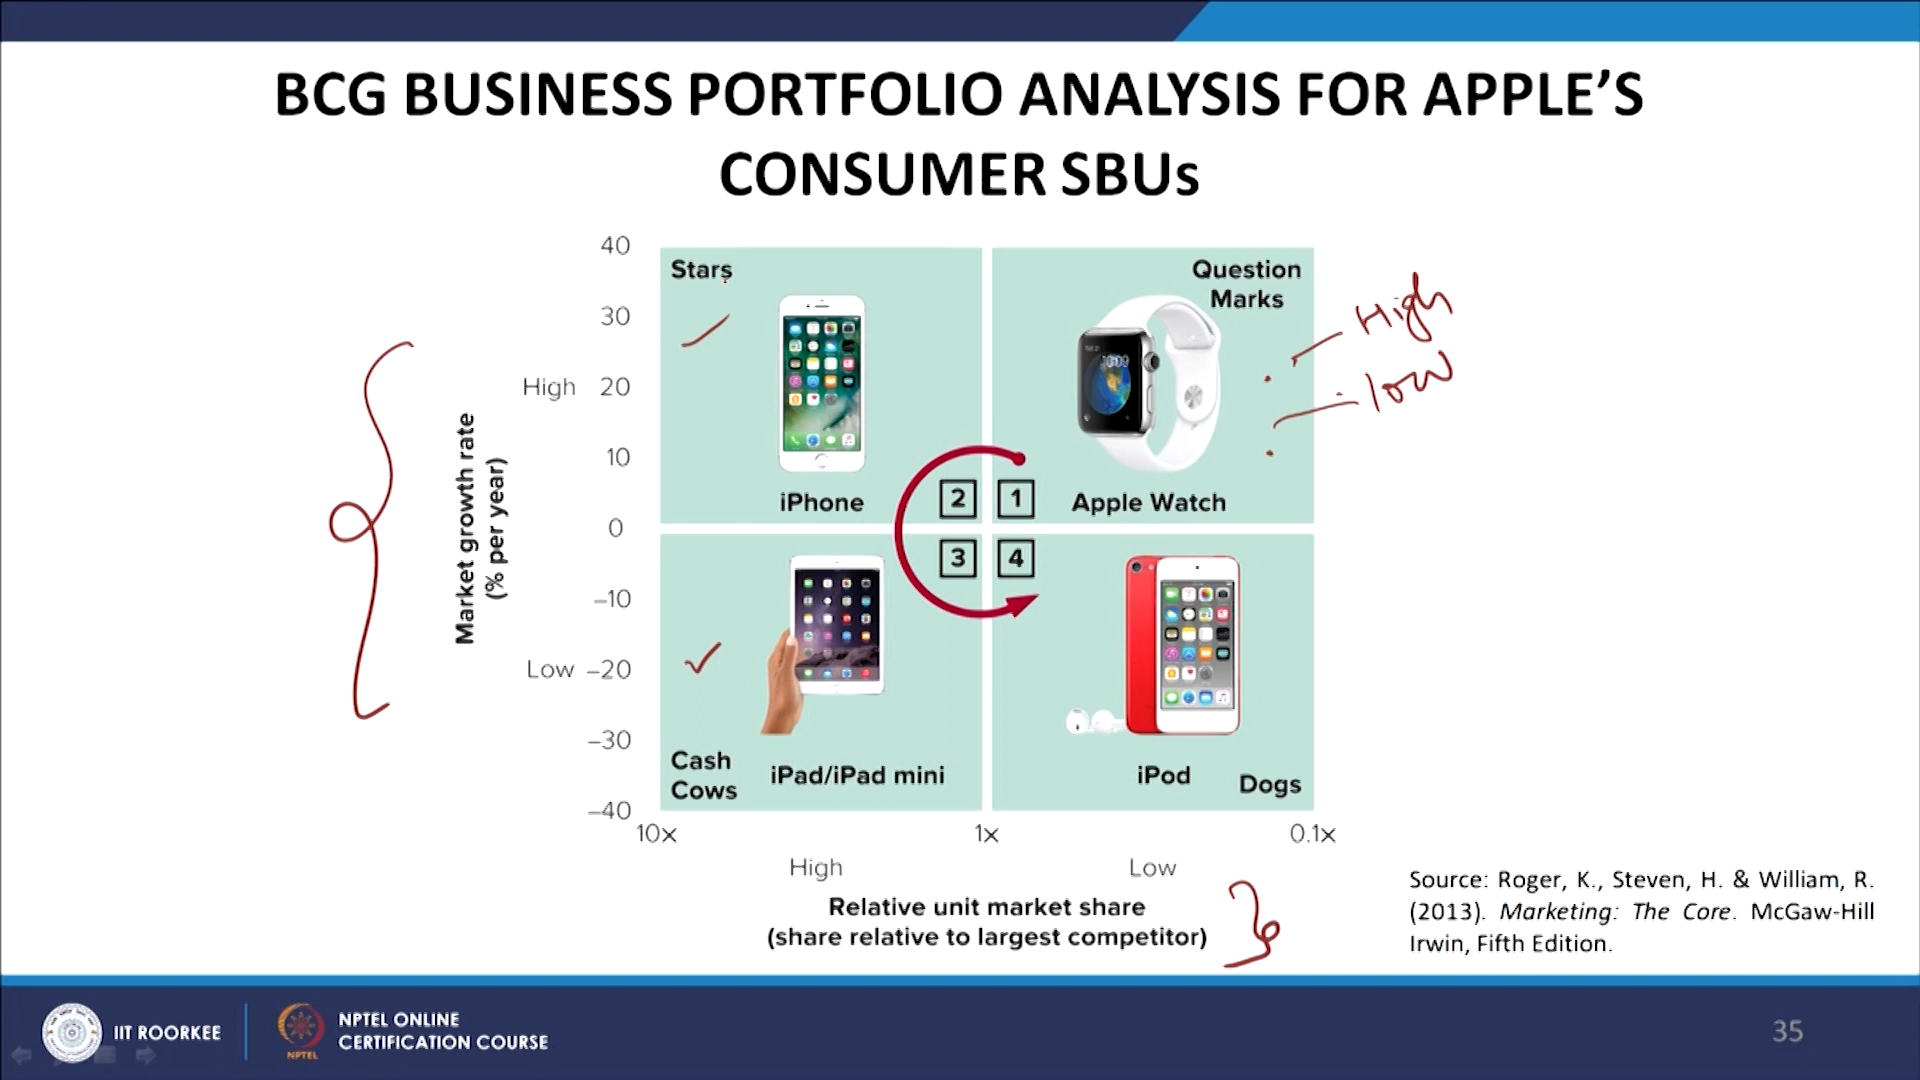 BCG BUSINESS PORTFOLIO ANALYSIS FOR APPLE’S
CONSUMER SBUs
40
30
High 20
10
0
–10
Low –20
–30
–40
Market growth rate
(% per year)
Stars
iPhone
2
Question
Marks
Apple Watch
1
High
low
3
Cash
Cows
iPad/iPad mini
4
iPod
Dogs
10x
1x
0.1x
High
Low
Relative unit market share
(share relative to largest competitor)
Source: Roger, K., Steven, H. & William, R.
(2013). Marketing: The Core. McGaw-Hill
Irwin, Fifth Edition.
IIT ROORKEE
NPTEL
NPTEL ONLINE
CERTIFICATION COURSE
35